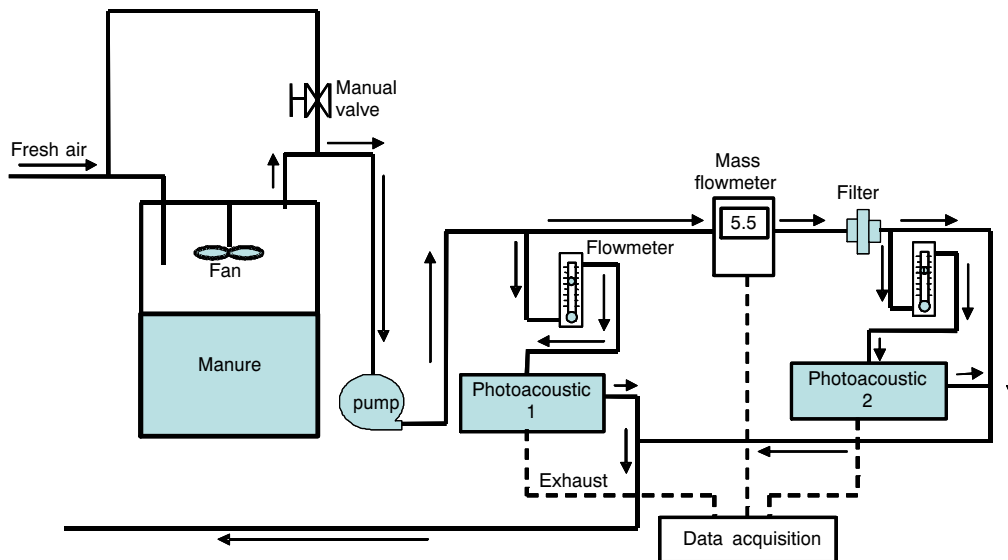 Manual
valve
Fresh air
Mass
flowmeter
Filter
5.5
Flowmeter
Fan
Manure
pump
Photoacoustic
1
Photoacoustic
2
Exhaust
Data acquisition